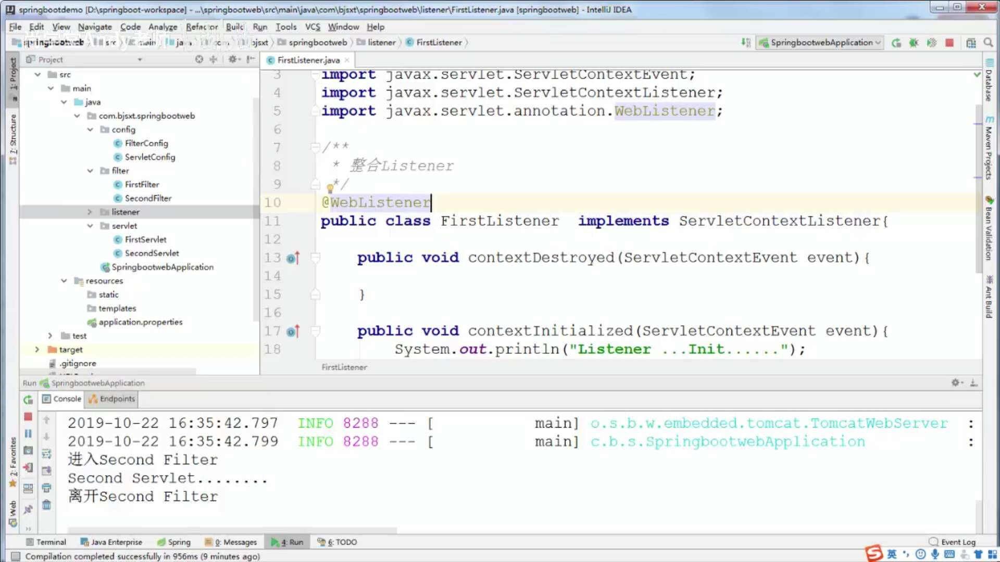 springbootdemo [D:\springboot-workspace] - ...\springbootweb\src\main\java\com\bjsxt\springbootweb\listener\FirstListener.java [springbootweb] - IntelliJ IDEA
File Edit View Navigate Code Analyze Refactor Build Run Tools VCS Window Help
springbootweb src main java com bjsxt springbootweb listener FirstListener
SpringbootwebApplication
Project
FirstListener.java
1: Project
7: Structure
2: Favorites
Web
src
main
java
com.bjsxt.springbootweb
config
FilterConfig
ServletConfig
filter
FirstFilter
SecondFilter
listener
servlet
FirstServlet
SecondServlet
SpringbootwebApplication
resources
static
templates
application.properties
test
target
.gitignore
3 import javax.servlet.ServletContextEvent;
4 import javax.servlet.ServletContextListener;
5 import javax.servlet.annotation.WebListener;
6
7 /**
8 * 整合Listener
9 */
10 @WebListener
11 public class FirstListener implements ServletContextListener{
12
13 public void contextDestroyed(ServletContextEvent event){
14
15 }
16
17 public void contextInitialized(ServletContextEvent event){
18 System.out.println("Listener ...Init......");
FirstListener
Database
Maven Projects
Bean Validation
Ant Build
Run SpringbootwebApplication
Console Endpoints
2019-10-22 16:35:42.797 INFO 8288 --- [ main] o.s.b.w.embedded.tomcat.TomcatWebServer :
2019-10-22 16:35:42.799 INFO 8288 --- [ main] c.b.s.SpringbootwebApplication :
进入Second Filter
Second Servlet........
离开Second Filter
Terminal Java Enterprise Spring 0: Messages 4: Run 6: TODO Event Log
Compilation completed successfully in 956ms (9 minutes ago)
英